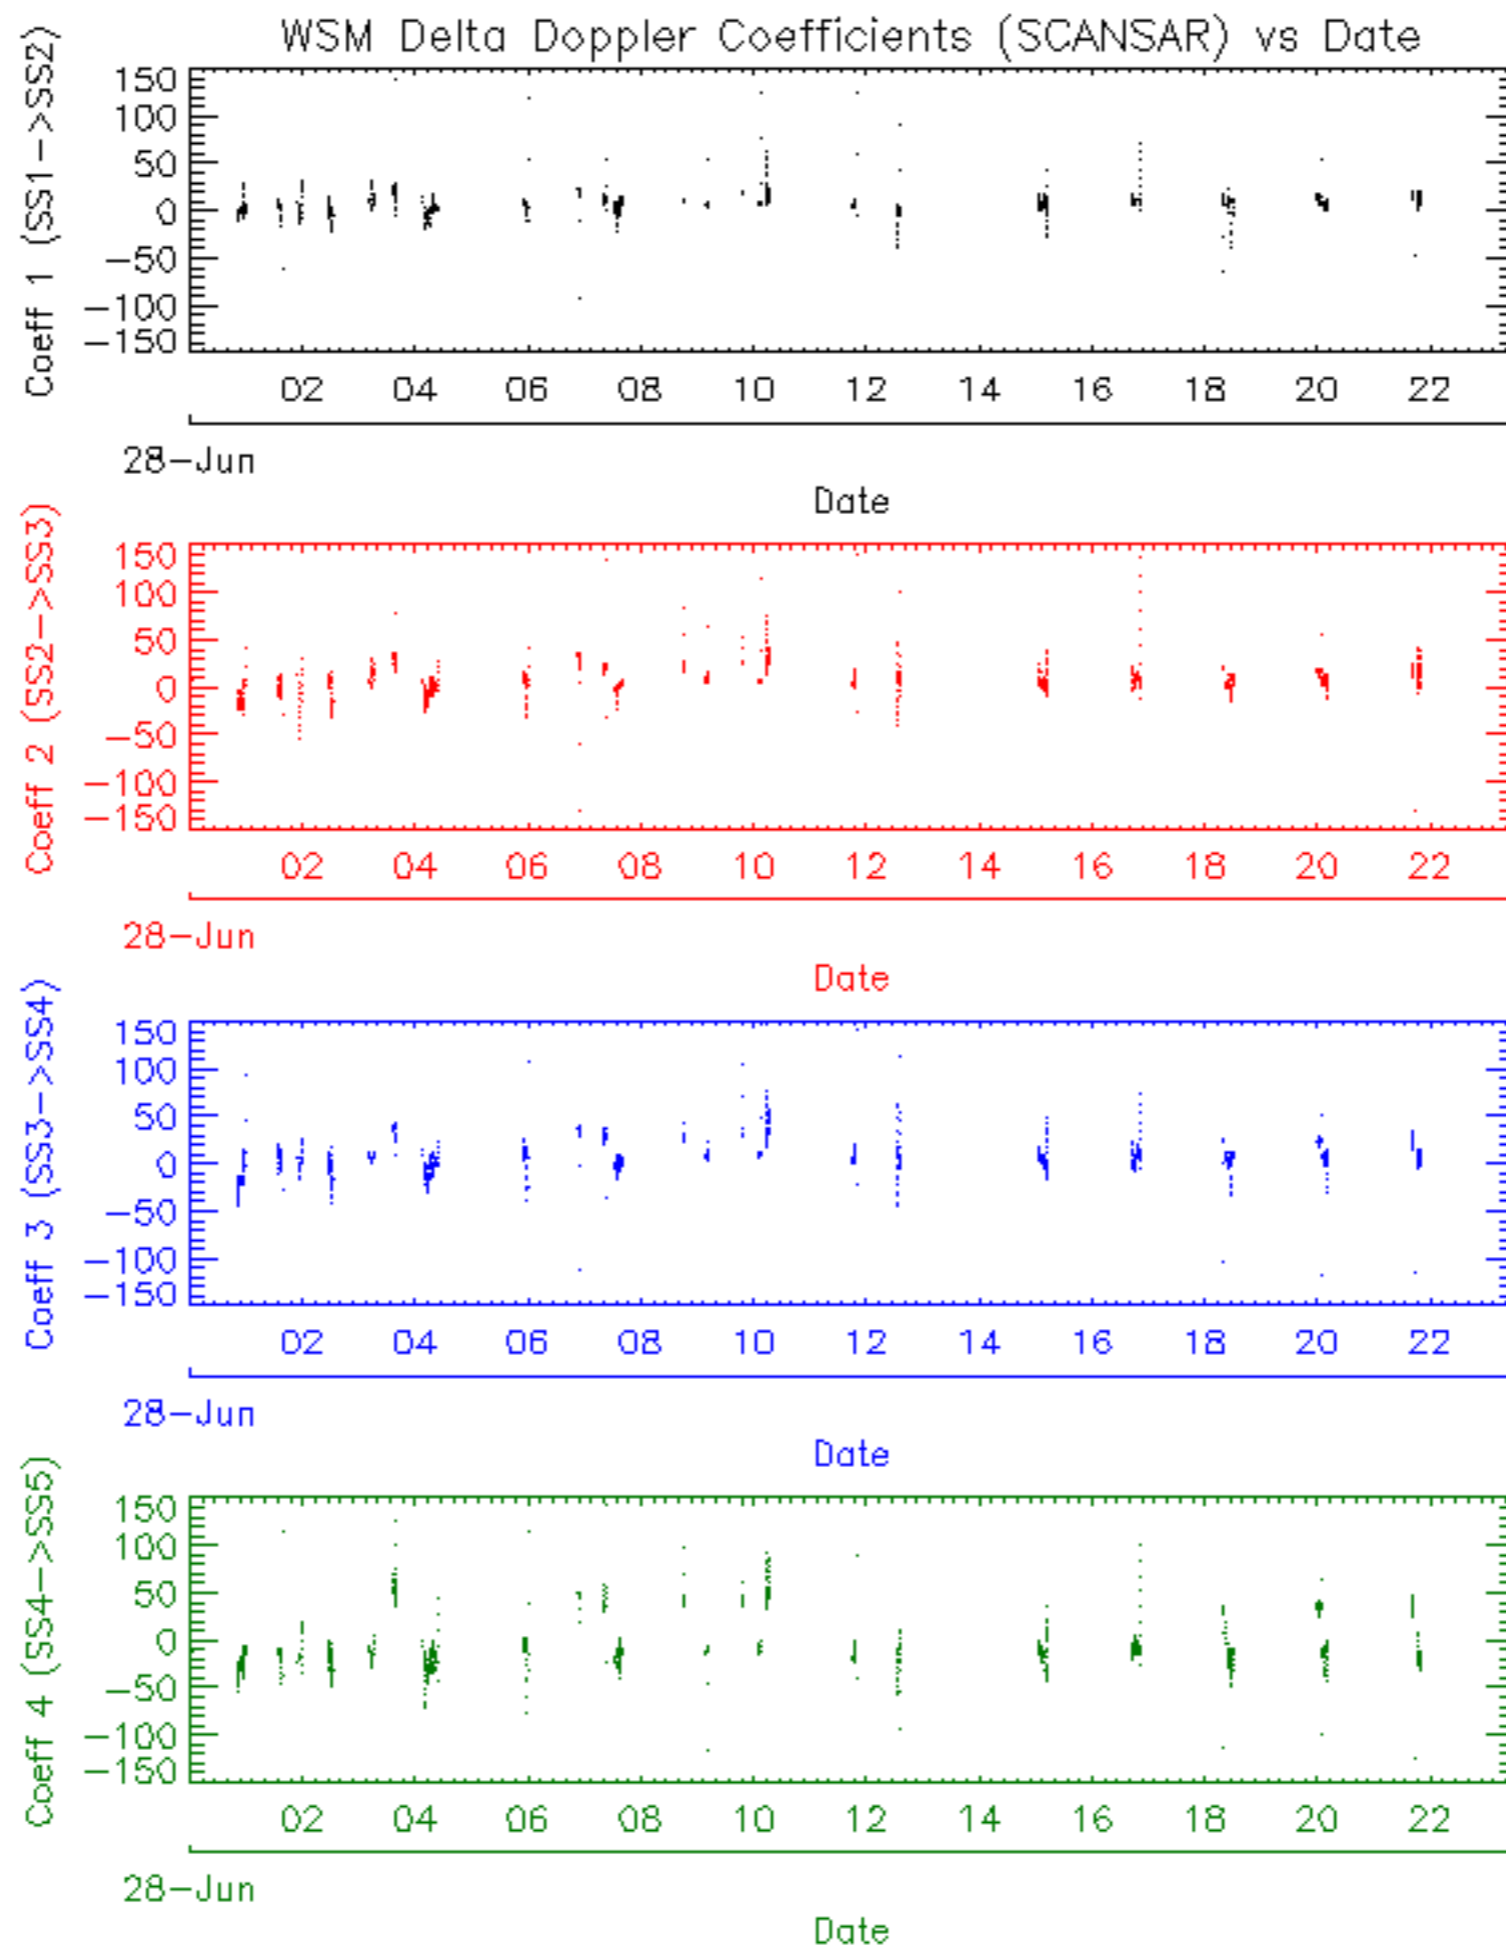 WSM Delta Doppler Coefficients (SCANSAR) vs Date
Coeff 1 (SS1->SS2)
150
100
50
0
-50
-100
-150
02 04 06 08 10 12 14 16 18 20 22
28-Jun
Date
Coeff 2 (SS2->SS3)
150
100
50
0
-50
-100
-150
02 04 06 08 10 12 14 16 18 20 22
28-Jun
Date
Coeff 3 (SS3->SS4)
150
100
50
0
-50
-100
-150
02 04 06 08 10 12 14 16 18 20 22
28-Jun
Date
Coeff 4 (SS4->SS5)
150
100
50
0
-50
-100
-150
02 04 06 08 10 12 14 16 18 20 22
28-Jun
Date